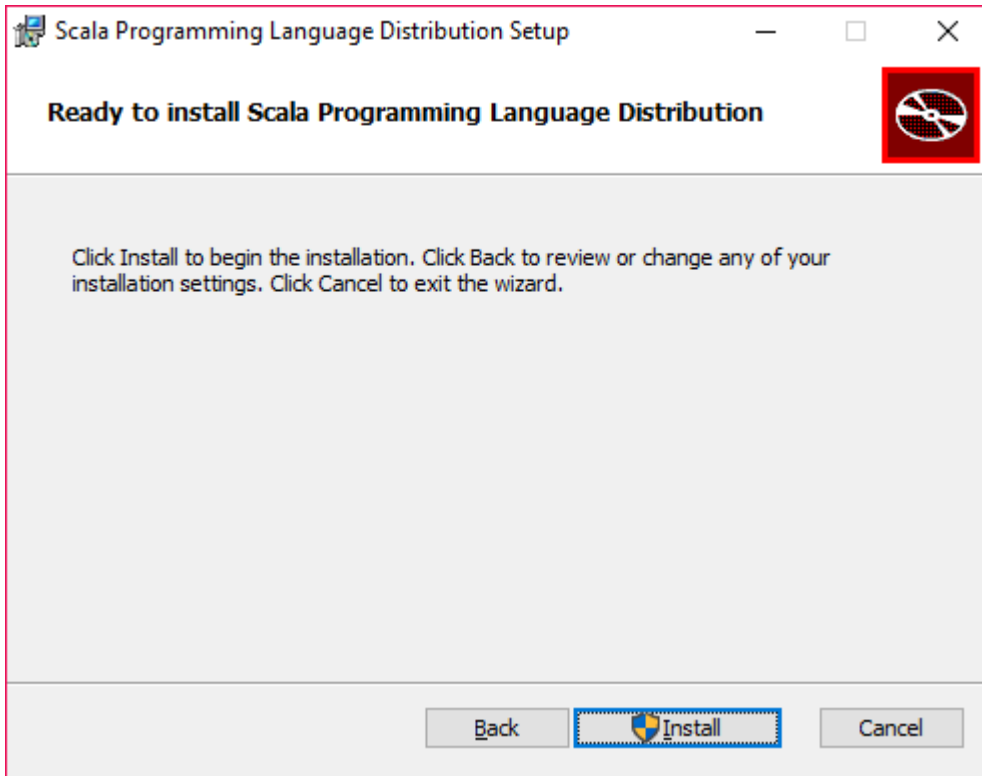 Scala Programming Language Distribution Setup
Ready to install Scala Programming Language Distribution
Click Install to begin the installation. Click Back to review or change any of your
installation settings. Click Cancel to exit the wizard.
Back Install Cancel